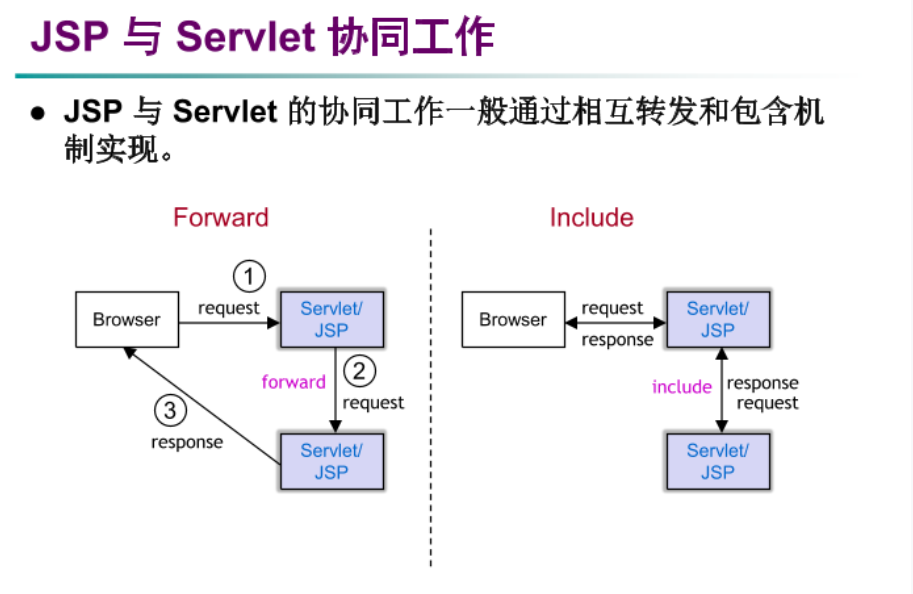 JSP 与 Servlet 协同工作
● JSP 与 Servlet 的协同工作一般通过相互转发和包含机
制实现。
Forward
①
Browser
request
Servlet/
JSP
forward
②
request
③
response
Servlet/
JSP
Include
Browser
request
response
Servlet/
JSP
include
response
request
Servlet/
JSP